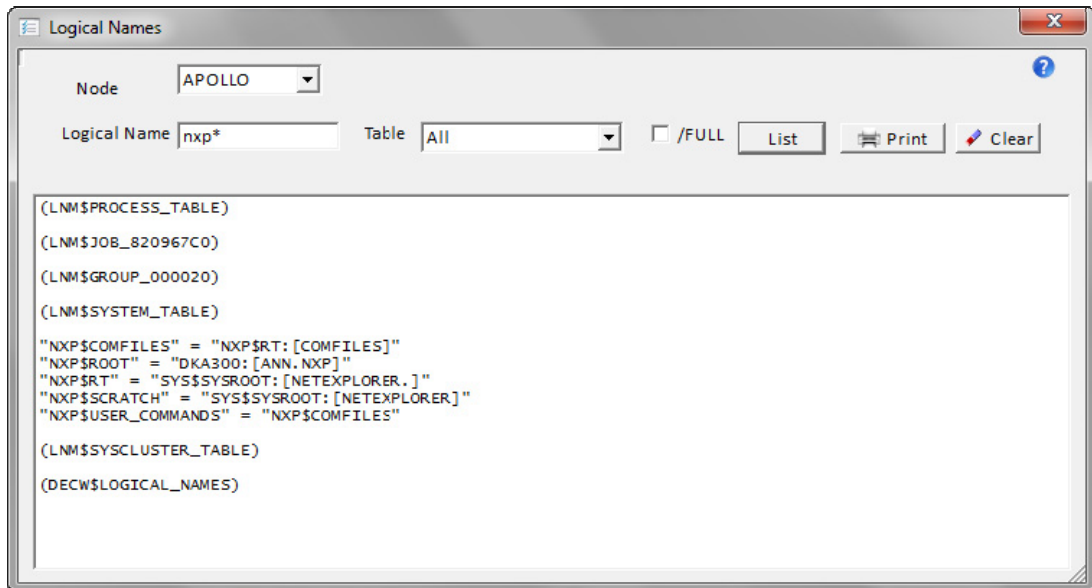 Logical Names
Node APOLLO
Logical Name nxp* Table All /FULL List Print Clear
(LNM$PROCESS_TABLE)
(LNM$JOB_820967C0)
(LNM$GROUP_000020)
(LNM$SYSTEM_TABLE)
"NXP$COMFILES" = "NXP$RT:[COMFILES]"
"NXP$ROOT" = "DKA300:[ANN.NXP]"
"NXP$RT" = "SYS$SYSROOT:[NETEXPLORER.]"
"NXP$SCRATCH" = "SYS$SYSROOT:[NETEXPLORER]"
"NXP$USER_COMMANDS" = "NXP$COMFILES"
(LNM$SYSCLUSTER_TABLE)
(DECW$LOGICAL_NAMES)